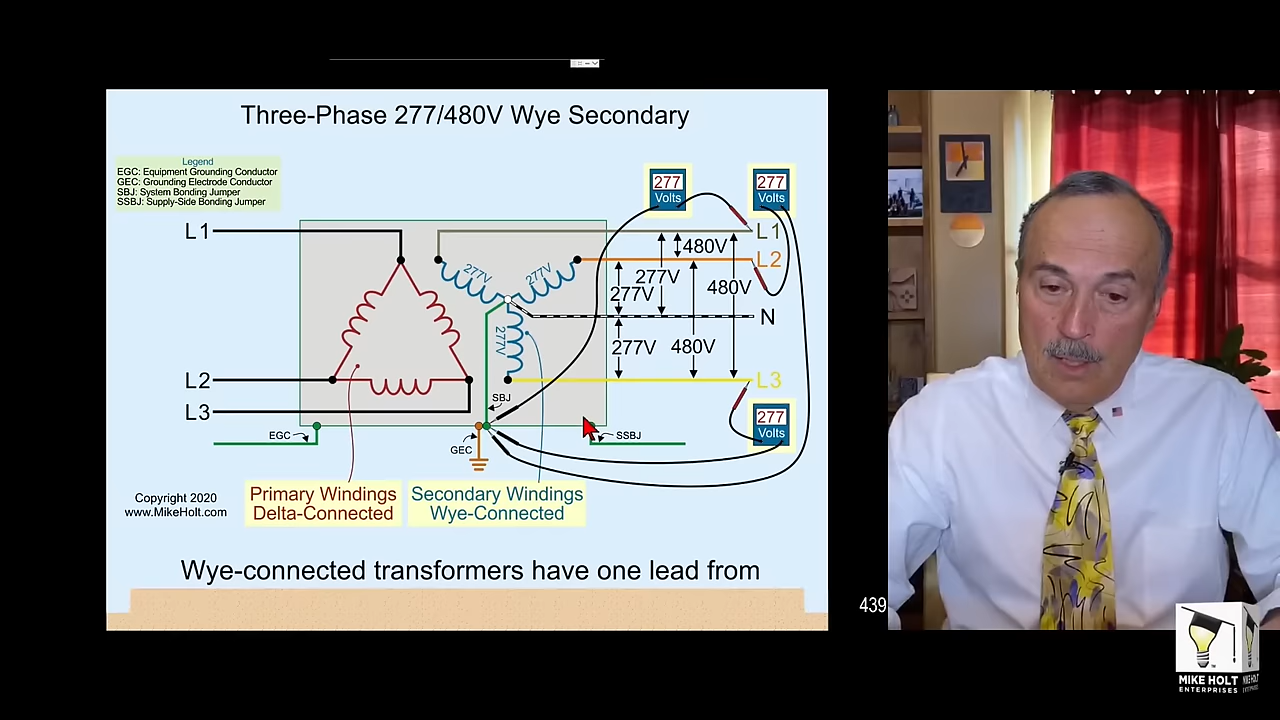 Three-Phase 277/480V Wye Secondary
Legend
EGC: Equipment Grounding Conductor
GEC: Grounding Electrode Conductor
SBJ: System Bonding Jumper
SSBJ: Supply-Side Bonding Jumper
277
Volts
277
Volts
L1
L1
480V
L2
277V
277V
277V
277V
480V
N
277V
277V
480V
L2
L3
L3
SBJ
277
Volts
EGC
GEC
SSBJ
Copyright 2020
www.MikeHolt.com
Primary Windings
Delta-Connected
Secondary Windings
Wye-Connected
Wye-connected transformers have one lead from
439
MIKE HOLT
ENTERPRISES